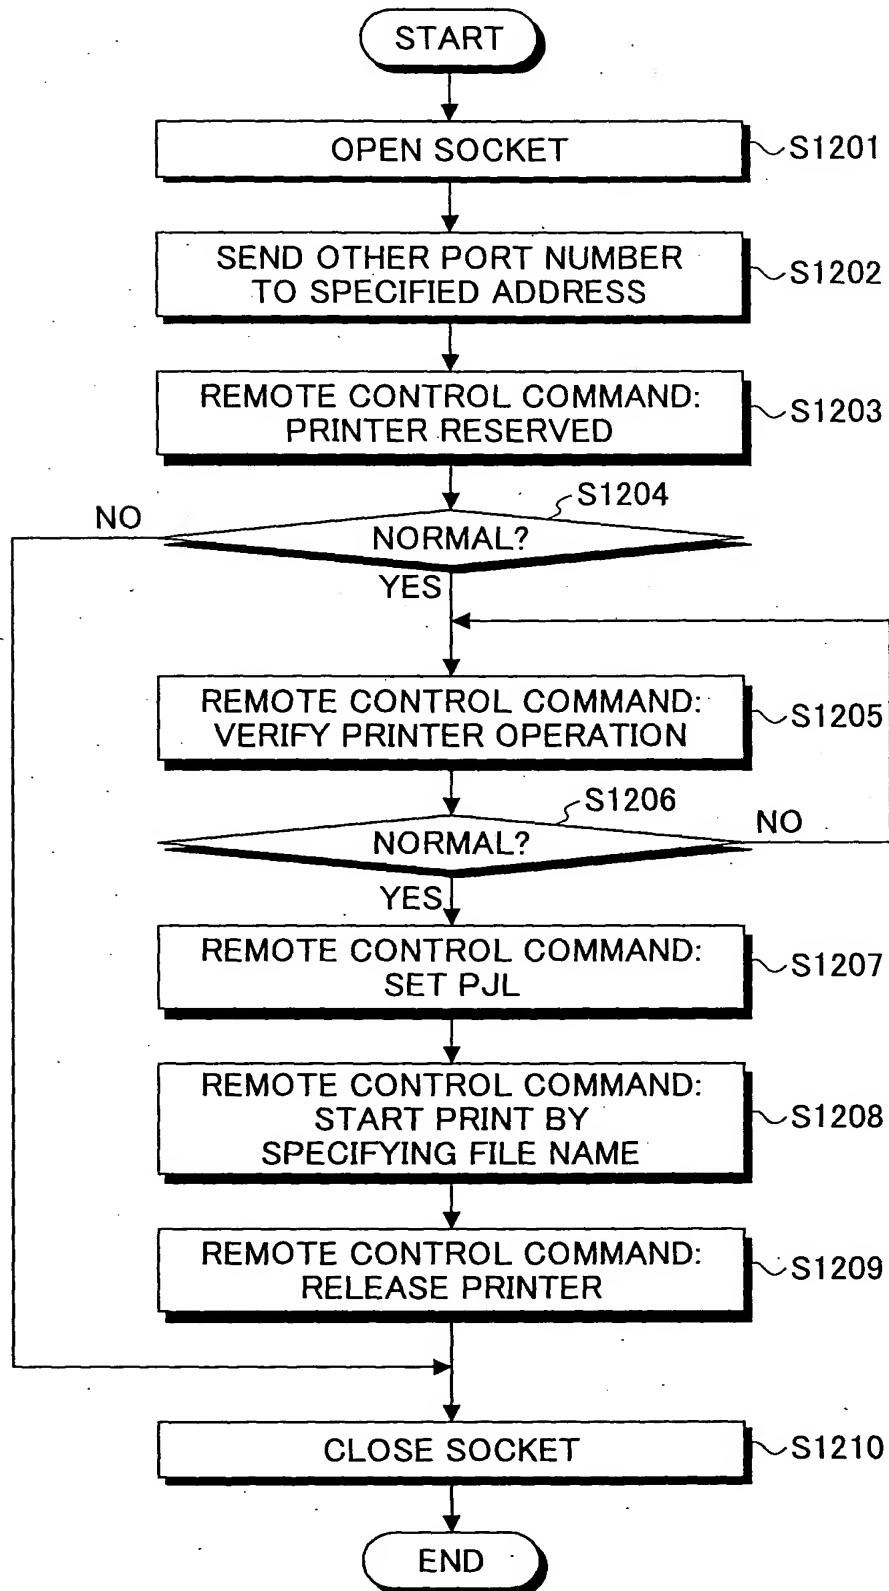 START
OPEN SOCKET
S1201
SEND OTHER PORT NUMBER
TO SPECIFIED ADDRESS
S1202
REMOTE CONTROL COMMAND:
PRINTER RESERVED
S1203
S1204
NO
NORMAL?
YES
REMOTE CONTROL COMMAND:
VERIFY PRINTER OPERATION
S1205
S1206
NORMAL?
NO
YES
REMOTE CONTROL COMMAND:
SET PJL
S1207
REMOTE CONTROL COMMAND:
START PRINT BY
SPECIFYING FILE NAME
S1208
REMOTE CONTROL COMMAND:
RELEASE PRINTER
S1209
CLOSE SOCKET
S1210
END